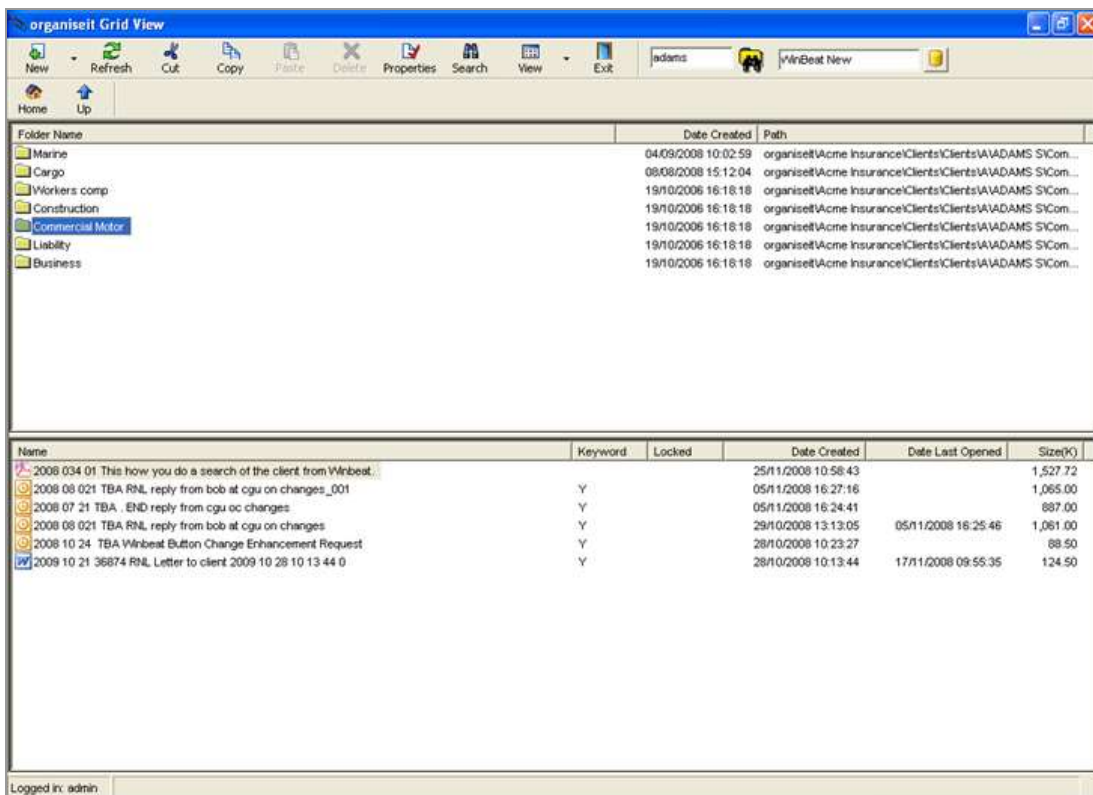 organiseit Grid View
New Refresh Cut Copy Paste Delete Properties Search View Exit adams WinBeat New
Home Up
Folder Name Date Created Path
Marine 04/09/2008 10:02:59 organiseit\Acme Insurance\Clients\Clients\A\ADAMS S\Com...
Cargo 08/08/2008 15:12:04 organiseit\Acme Insurance\Clients\Clients\A\ADAMS S\Com...
Workers comp 19/10/2006 16:18:18 organiseit\Acme Insurance\Clients\Clients\A\ADAMS S\Com...
Construction 19/10/2006 16:18:18 organiseit\Acme Insurance\Clients\Clients\A\ADAMS S\Com...
Commercial Motor 19/10/2006 16:18:18 organiseit\Acme Insurance\Clients\Clients\A\ADAMS S\Com...
Liability 19/10/2006 16:18:18 organiseit\Acme Insurance\Clients\Clients\A\ADAMS S\Com...
Business 19/10/2006 16:18:18 organiseit\Acme Insurance\Clients\Clients\A\ADAMS S\Com...
Name Keyword Locked Date Created Date Last Opened Size(K)
2008 034 01 This how you do a search of the client from Winbeat. 25/11/2008 10:58:43 1,527.72
2008 08 021 TBA RNL reply from bob at cgu on changes_001 Y 05/11/2008 16:27:16 1,065.00
2008 07 21 TBA . END reply from cgu oc changes Y 05/11/2008 16:24:41 887.00
2008 08 021 TBA RNL reply from bob at cgu on changes Y 29/10/2008 13:13:05 05/11/2008 16:25:46 1,061.00
2008 10 24 TBA Winbeat Button Change Enhancement Request Y 28/10/2008 10:23:27 88.50
2009 10 21 36874 RNL Letter to client 2009 10 28 10 13 44 0 Y 28/10/2008 10:13:44 17/11/2008 09:55:35 124.50
Logged in: admin